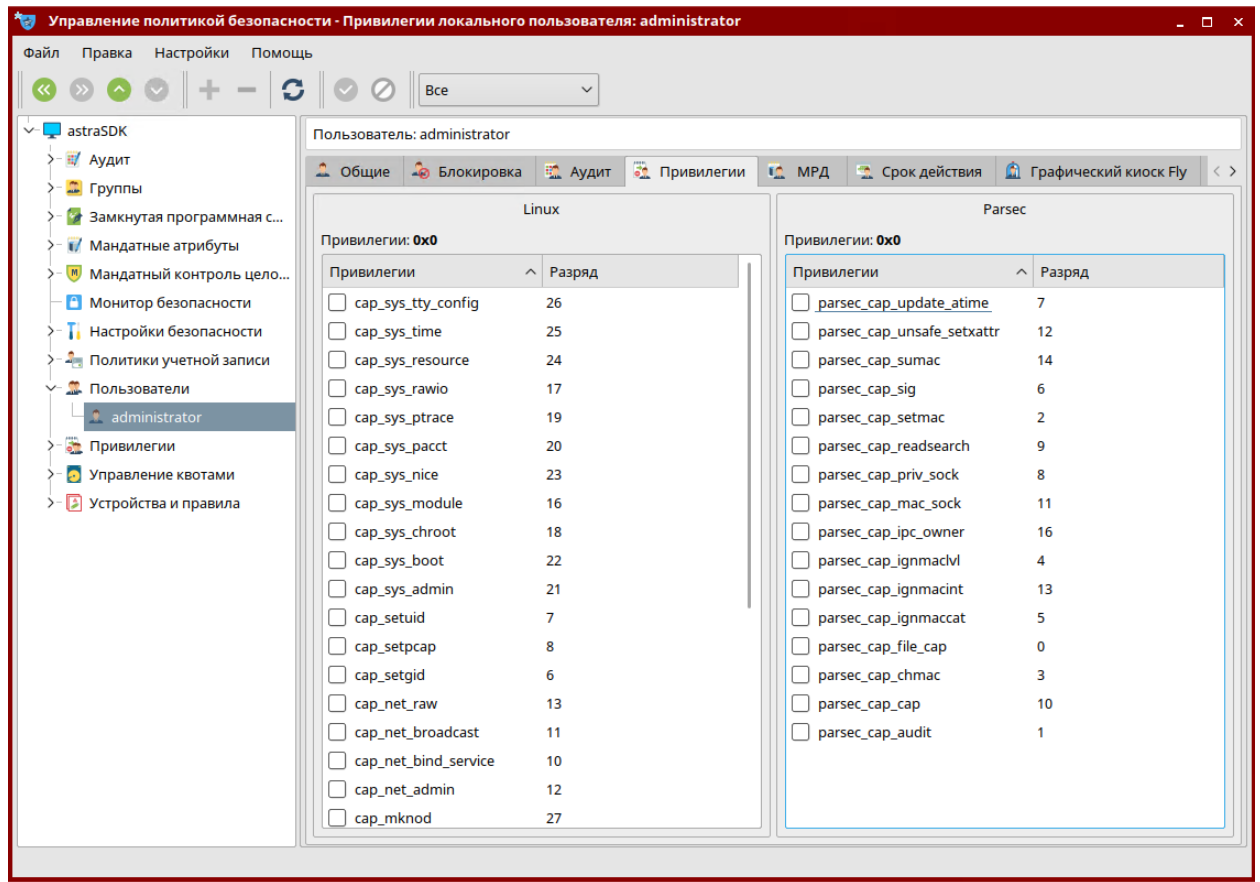 Управление политикой безопасности - Привилегии локального пользователя: administrator
Файл Правка Настройки Помощь
Все
astraSDK
Аудит
Группы
Замкнутая программная с...
Мандатные атрибуты
Мандатный контроль цело...
Монитор безопасности
Настройки безопасности
Политики учетной записи
Пользователи
administrator
Привилегии
Управление квотами
Устройства и правила
Пользователь: administrator
Общие Блокировка Аудит Привилегии МРД Срок действия Графический киоск Fly
Linux
Привилегии: 0x0
Привилегии Разряд
cap_sys_tty_config 26
cap_sys_time 25
cap_sys_resource 24
cap_sys_rawio 17
cap_sys_ptrace 19
cap_sys_pacct 20
cap_sys_nice 23
cap_sys_module 16
cap_sys_chroot 18
cap_sys_boot 22
cap_sys_admin 21
cap_setuid 7
cap_setpcap 8
cap_setgid 6
cap_net_raw 13
cap_net_broadcast 11
cap_net_bind_service 10
cap_net_admin 12
cap_mknod 27
Parsec
Привилегии: 0x0
Привилегии Разряд
parsec_cap_update_atime 7
parsec_cap_unsafe_setxattr 12
parsec_cap_sumac 14
parsec_cap_sig 6
parsec_cap_setmac 2
parsec_cap_readsearch 9
parsec_cap_priv_sock 8
parsec_cap_mac_sock 11
parsec_cap_ipc_owner 16
parsec_cap_ignmaclvl 4
parsec_cap_ignmacint 13
parsec_cap_ignmaccat 5
parsec_cap_file_cap 0
parsec_cap_chmac 3
parsec_cap_cap 10
parsec_cap_audit 1